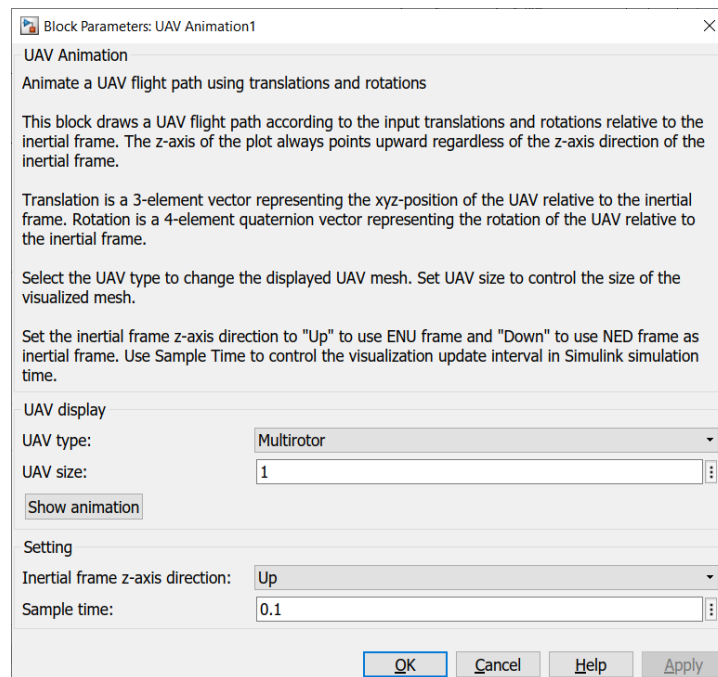 Block Parameters: UAV Animation1
UAV Animation
Animate a UAV flight path using translations and rotations
This block draws a UAV flight path according to the input translations and rotations relative to the
inertial frame. The z-axis of the plot always points upward regardless of the z-axis direction of the
inertial frame.
Translation is a 3-element vector representing the xyz-position of the UAV relative to the inertial
frame. Rotation is a 4-element quaternion vector representing the rotation of the UAV relative to
the inertial frame.
Select the UAV type to change the displayed UAV mesh. Set UAV size to control the size of the
visualized mesh.
Set the inertial frame z-axis direction to "Up" to use ENU frame and "Down" to use NED frame as
inertial frame. Use Sample Time to control the visualization update interval in Simulink simulation
time.
UAV display
UAV type: Multirotor
UAV size: 1
Show animation
Setting
Inertial frame z-axis direction: Up
Sample time: 0.1
OK Cancel Help Apply